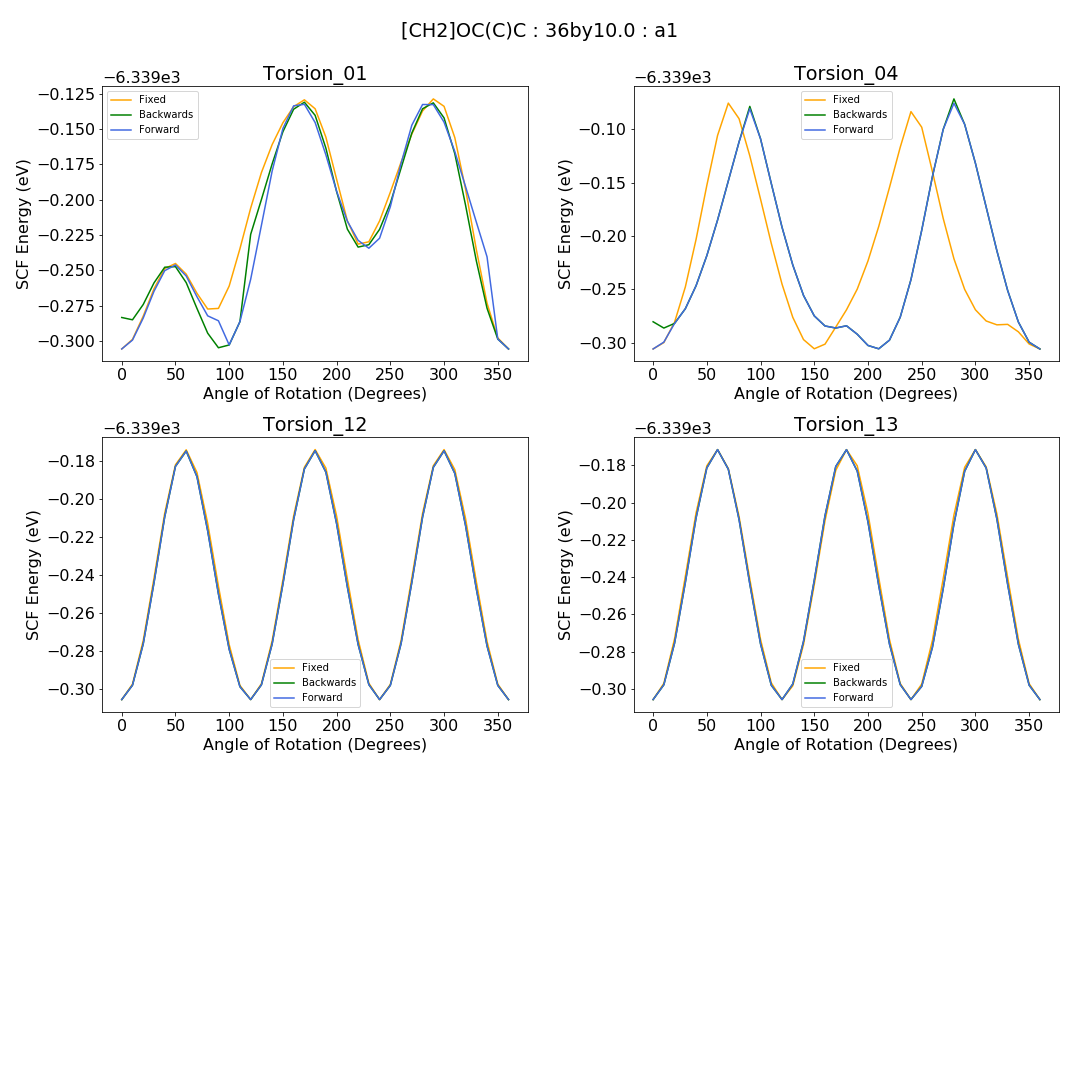 [CH2]OC(C)C : 36by10.0 : a1
−6.339e3
Torsion_01
−0.125
−0.150
−0.175
−0.200
−0.225
−0.250
−0.275
−0.300
SCF Energy (eV)
Fixed
Backwards
Forward
0 50 100 150 200 250 300 350
Angle of Rotation (Degrees)
−6.339e3
Torsion_04
−0.10
−0.15
−0.20
−0.25
−0.30
SCF Energy (eV)
Fixed
Backwards
Forward
0 50 100 150 200 250 300 350
Angle of Rotation (Degrees)
−6.339e3
Torsion_12
−0.18
−0.20
−0.22
−0.24
−0.26
−0.28
−0.30
SCF Energy (eV)
Fixed
Backwards
Forward
0 50 100 150 200 250 300 350
Angle of Rotation (Degrees)
−6.339e3
Torsion_13
−0.18
−0.20
−0.22
−0.24
−0.26
−0.28
−0.30
SCF Energy (eV)
Fixed
Backwards
Forward
0 50 100 150 200 250 300 350
Angle of Rotation (Degrees)